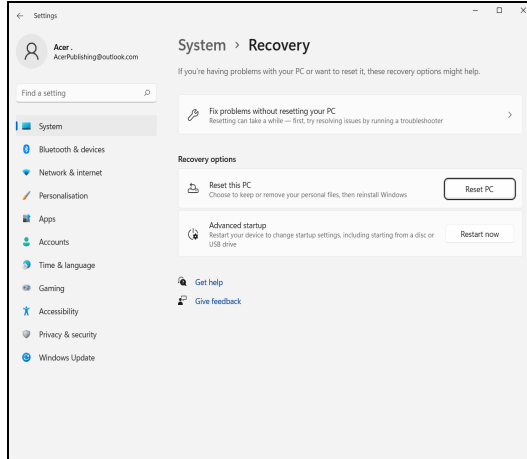 Settings
Acer .
AcerPublishing@outlook.com
Find a setting
System
Bluetooth & devices
Network & internet
Personalisation
Apps
Accounts
Time & language
Gaming
Accessibility
Privacy & security
Windows Update
System > Recovery
If you're having problems with your PC or want to reset it, these recovery options might help.
Fix problems without resetting your PC
Resetting can take a while — first, try resolving issues by running a troubleshooter
Recovery options
Reset this PC
Choose to keep or remove your personal files, then reinstall Windows
Reset PC
Advanced startup
Restart your device to change startup settings, including starting from a disc or
USB drive
Restart now
Get help
Give feedback